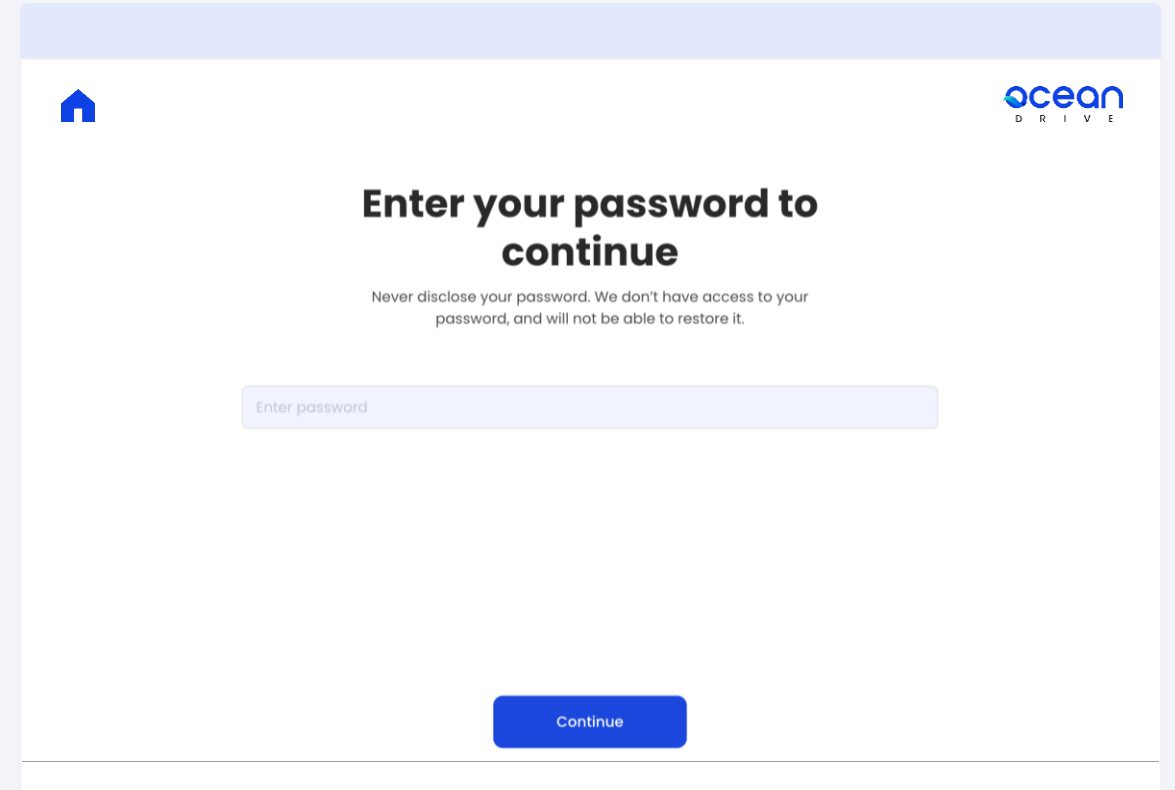 ocean
DRIVE
Enter your password to
continue
Never disclose your password. We don't have access to your
password, and will not be able to restore it.
Enter password
Continue